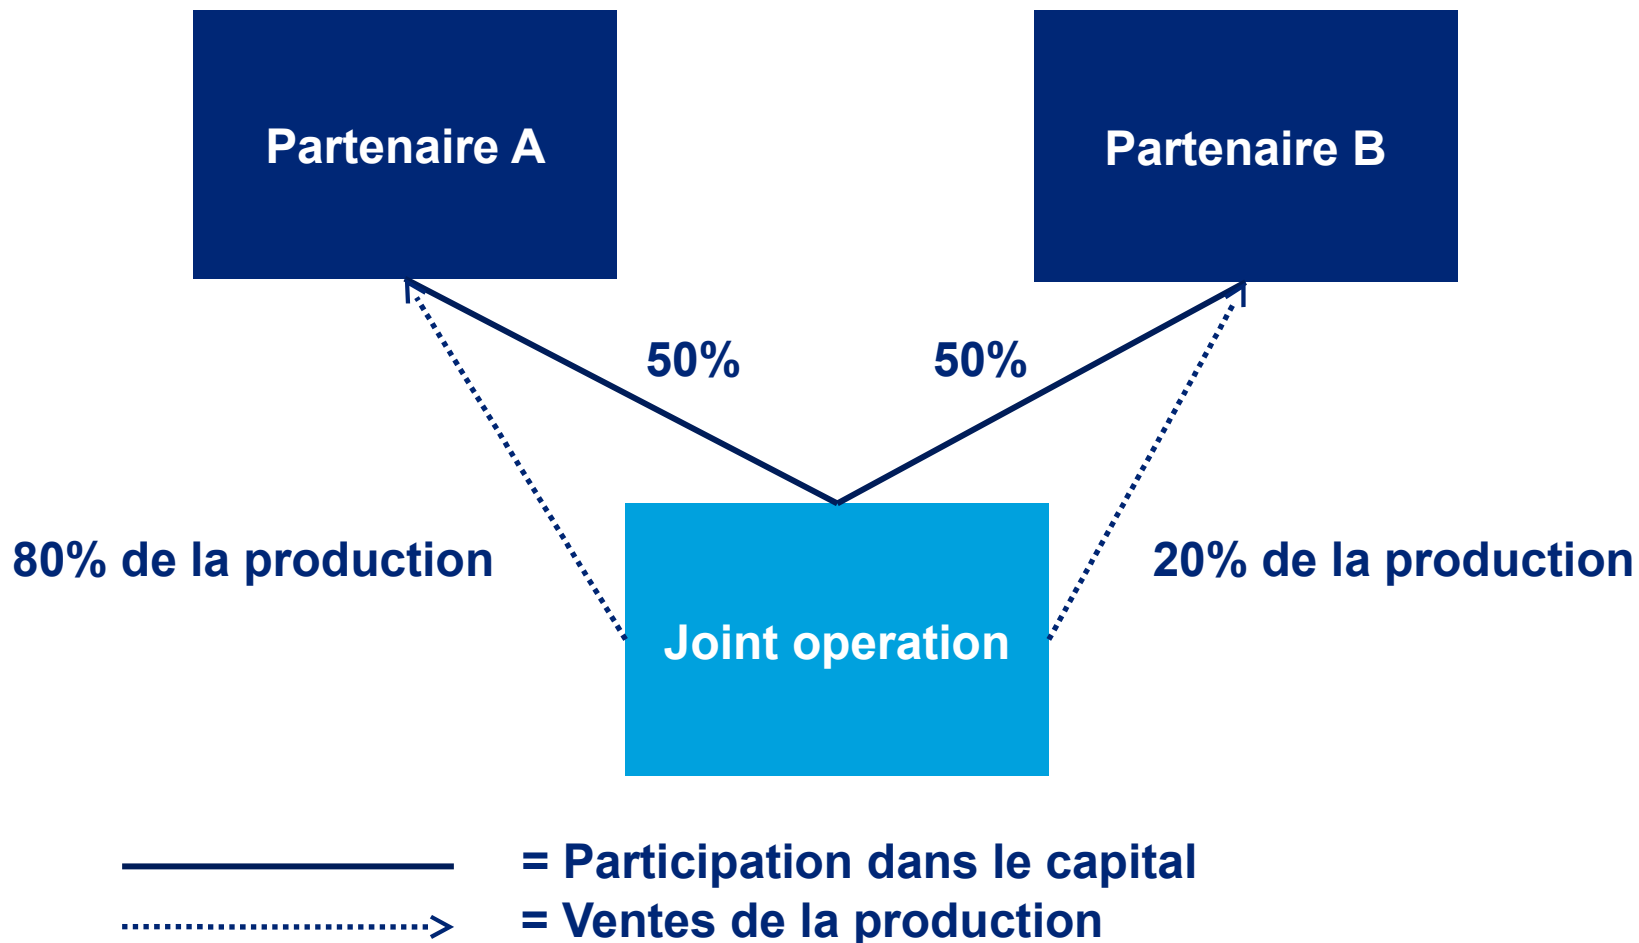 Partenaire A
Partenaire B
50%
50%
80% de la production
20% de la production
Joint operation
= Participation dans le capital
= Ventes de la production